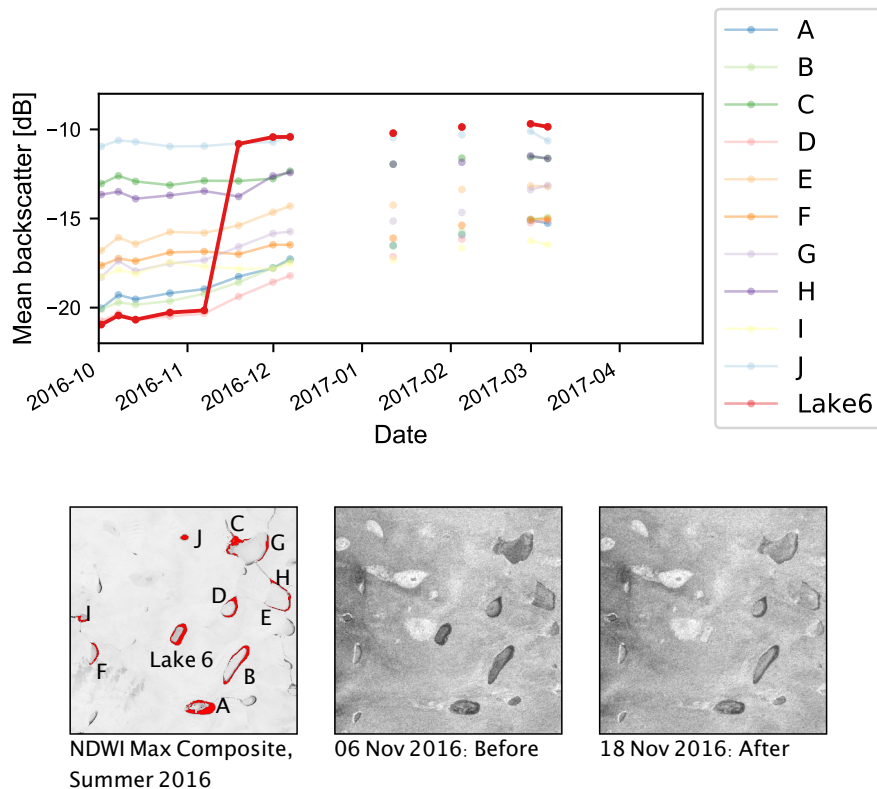 Mean backscatter [dB]
−10
−15
−20
2016-10
2016-11
2016-12
2017-01
2017-02
2017-03
2017-04
Date
A
B
C
D
E
F
G
H
I
J
Lake6
C
J
G
H
D
I
E
Lake 6
F
B
A
NDWI Max Composite,
Summer 2016
06 Nov 2016: Before
18 Nov 2016: After